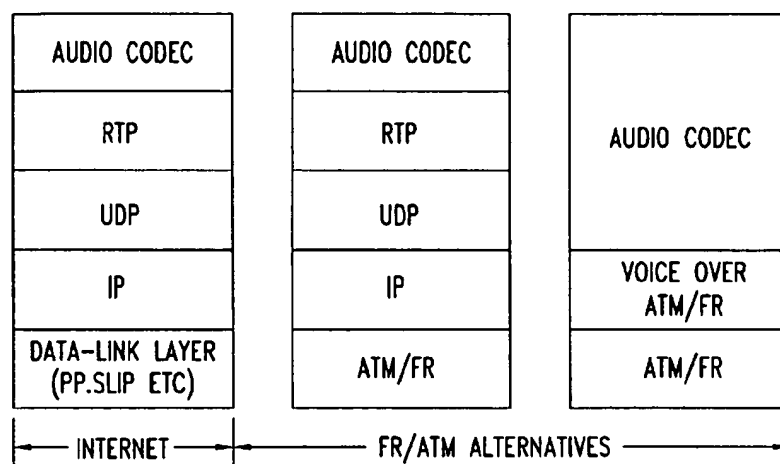 AUDIO CODEC
RTP
UDP
IP
DATA-LINK LAYER
(PP.SLIP ETC)
AUDIO CODEC
RTP
UDP
IP
ATM/FR
AUDIO CODEC
VOICE OVER
ATM/FR
ATM/FR
INTERNET
FR/ATM ALTERNATIVES